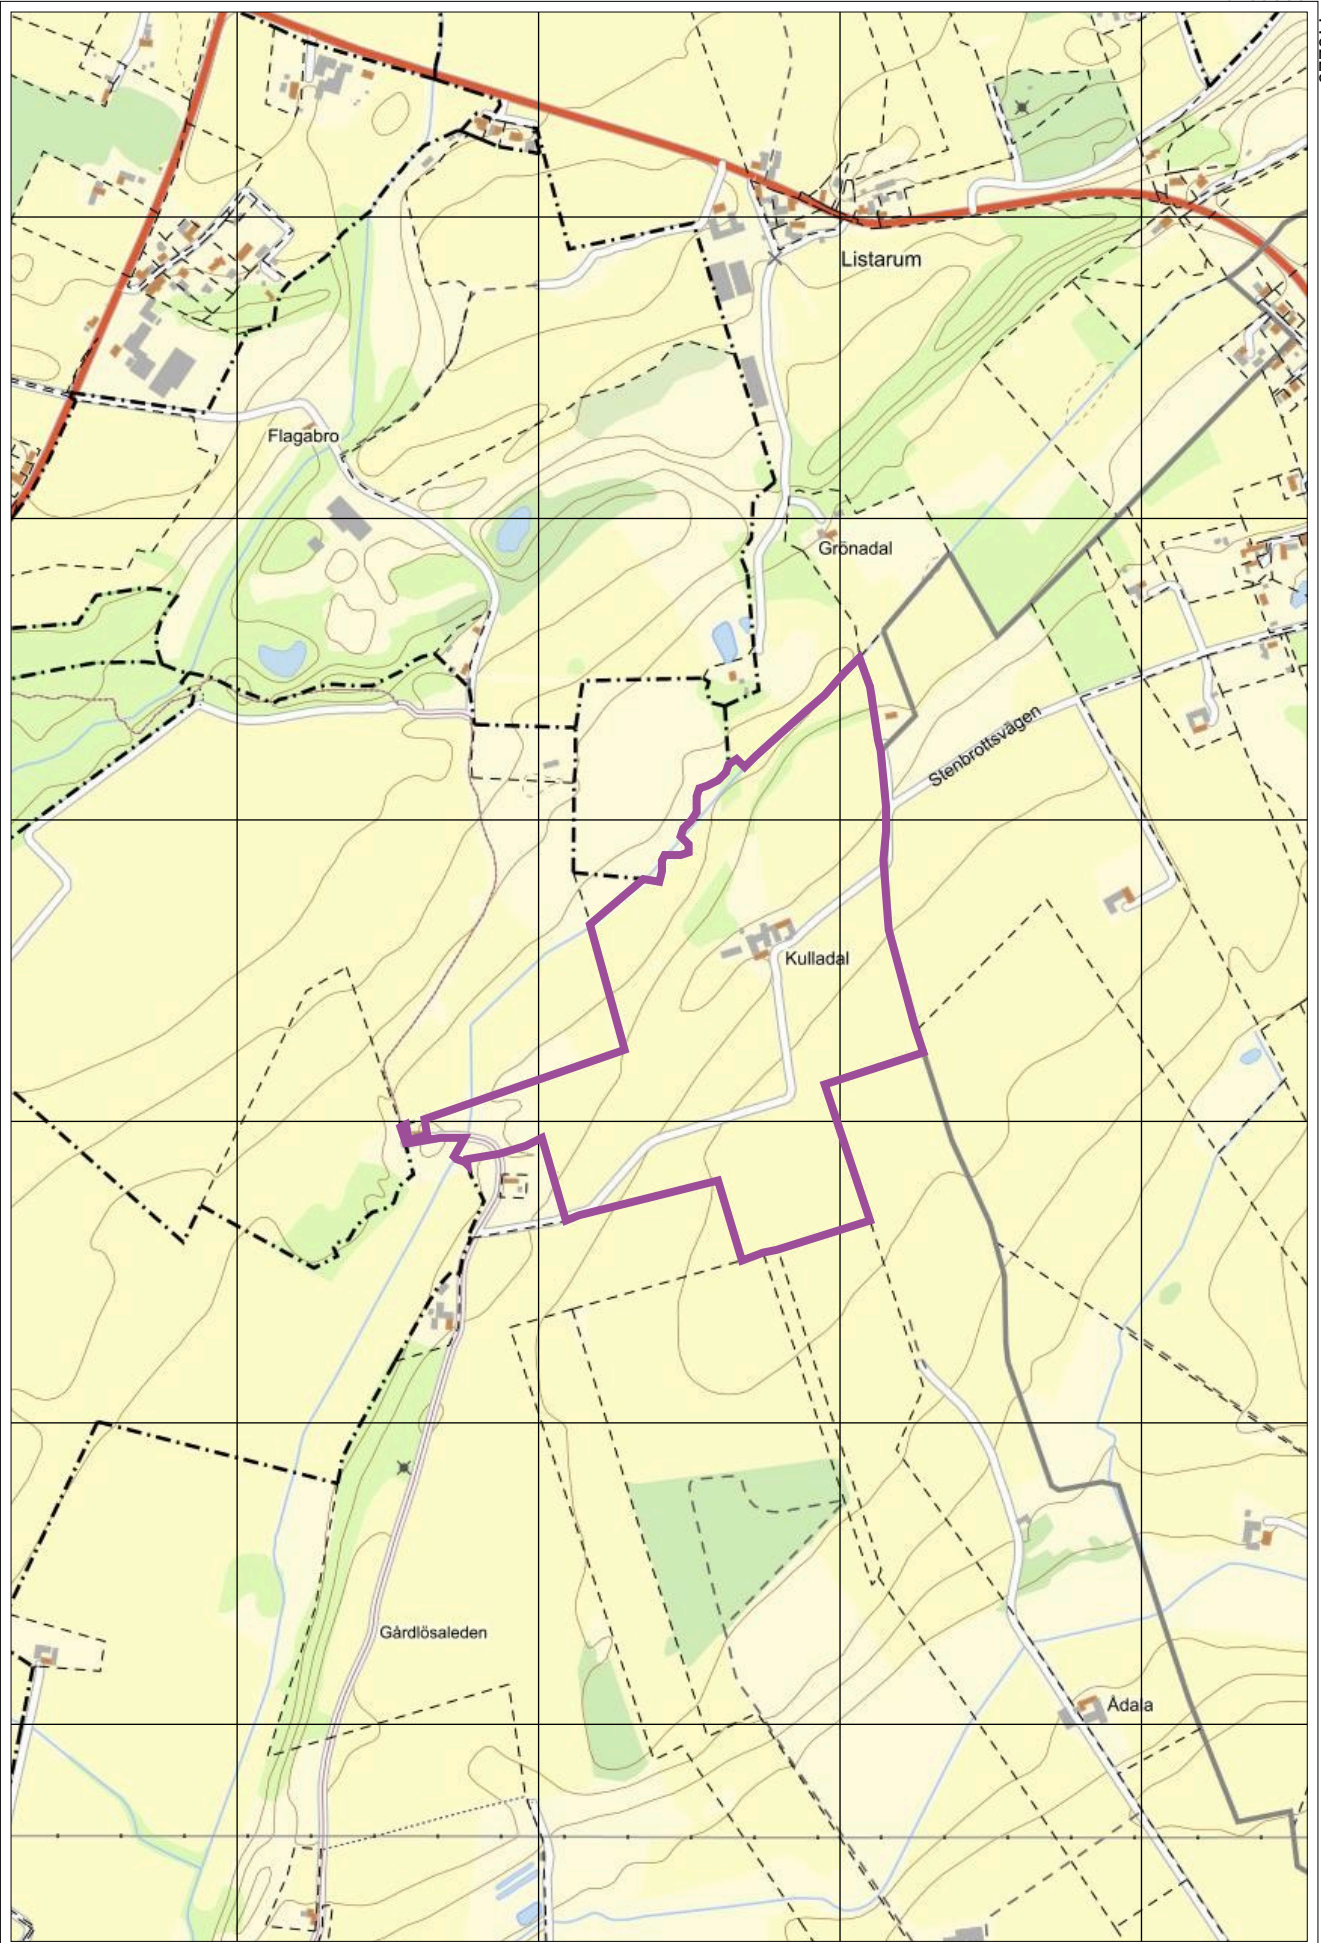 Listarum
Flagabro
Grönadal
Stenbrottsvägen
Kulladal
Gårdlösaleden
Ådala